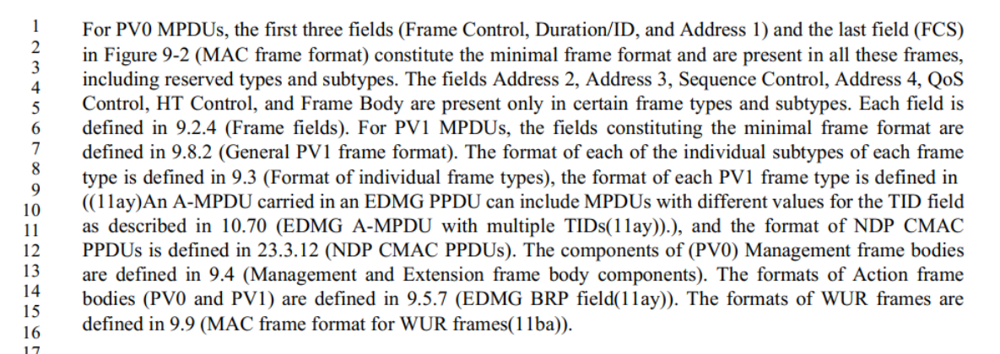 1 For PV0 MPDUs, the first three fields (Frame Control, Duration/ID, and Address 1) and the last field (FCS)
2 in Figure 9-2 (MAC frame format) constitute the minimal frame format and are present in all these frames,
3 including reserved types and subtypes. The fields Address 2, Address 3, Sequence Control, Address 4, QoS
4
5 Control, HT Control, and Frame Body are present only in certain frame types and subtypes. Each field is
6 defined in 9.2.4 (Frame fields). For PV1 MPDUs, the fields constituting the minimal frame format are
7 defined in 9.8.2 (General PV1 frame format). The format of each of the individual subtypes of each frame
8 type is defined in 9.3 (Format of individual frame types), the format of each PV1 frame type is defined in
9
10 ((11ay)An A-MPDU carried in an EDMG PPDU can include MPDUs with different values for the TID field
11 as described in 10.70 (EDMG A-MPDU with multiple TIDs(11ay)).), and the format of NDP CMAC
12 PPDUs is defined in 23.3.12 (NDP CMAC PPDUs). The components of (PV0) Management frame bodies
13 are defined in 9.4 (Management and Extension frame body components). The formats of Action frame
14
15 bodies (PV0 and PV1) are defined in 9.5.7 (EDMG BRP field(11ay)). The formats of WUR frames are
16 defined in 9.9 (MAC frame format for WUR frames(11ba)).
17